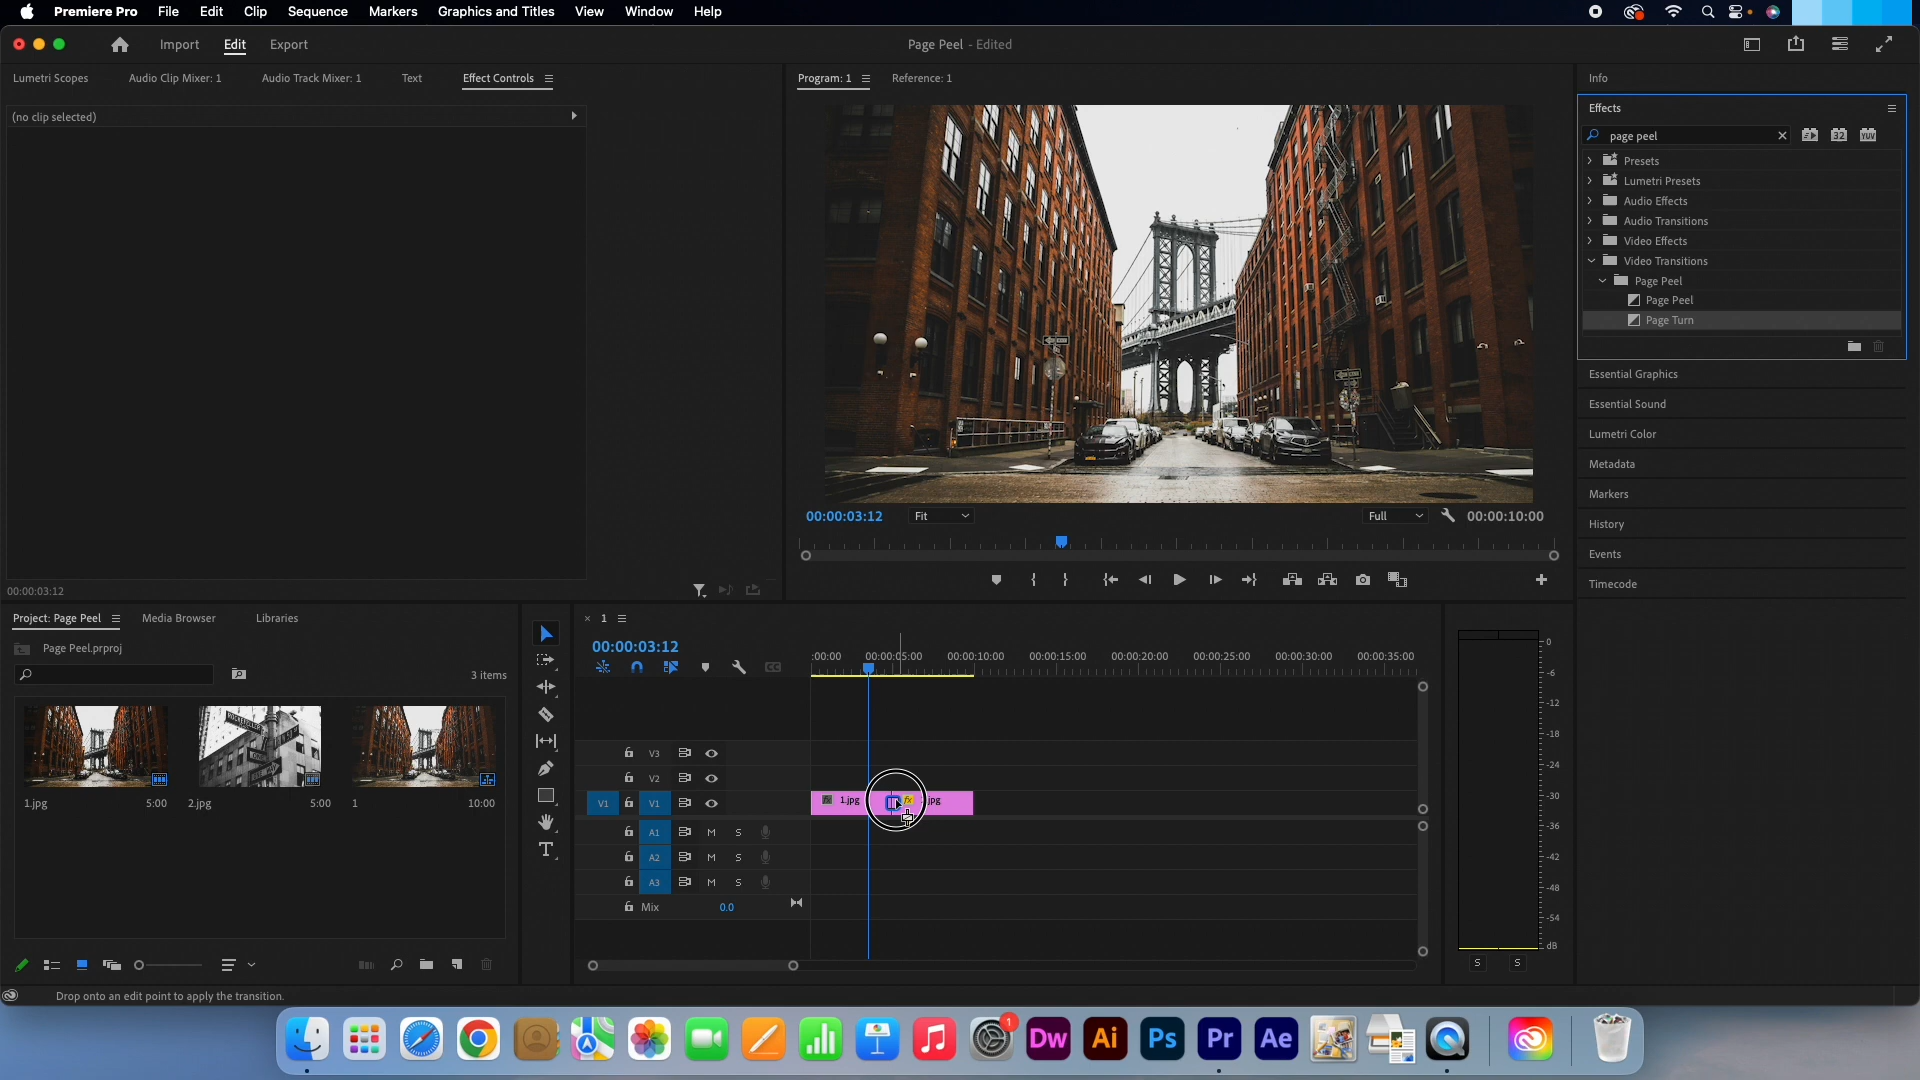 Premiere Pro File Edit Clip Sequence Markers Graphics and Titles View Window Help
Import Edit Export
Page Peel - Edited
Lumetri Scopes Audio Clip Mixer: 1 Audio Track Mixer: 1 Text Effect Controls
Program: 1 Reference: 1
Info
(no clip selected)
Effects
page peel
32 YUV
Presets
Lumetri Presets
Audio Effects
Audio Transitions
Video Effects
Video Transitions
Page Peel
Page Peel
Page Turn
Essential Graphics
Essential Sound
Lumetri Color
Metadata
Markers
History
Events
Timecode
00:00:03:12 Fit Full 00:00:10:00
00:00:03:12
Project: Page Peel Media Browser Libraries
Page Peel.prproj
3 items
1.jpg 5:00 2.jpg 5:00 1 10:00
× 1
00:00:03:12
:00:00 00:00:05:00 00:00:10:00 00:00:15:00 00:00:20:00 00:00:25:00 00:00:30:00 00:00:35:00
CC
V3
V2
V1 V1 1.jpg fx .jpg
A1 M S
A2 M S
A3 M S
Mix 0.0
0
-6
-12
-18
-24
-30
-36
-42
-48
-54
dB
S S
Drop onto an edit point to apply the transition.
1
Dw Ai Ps Pr Ae